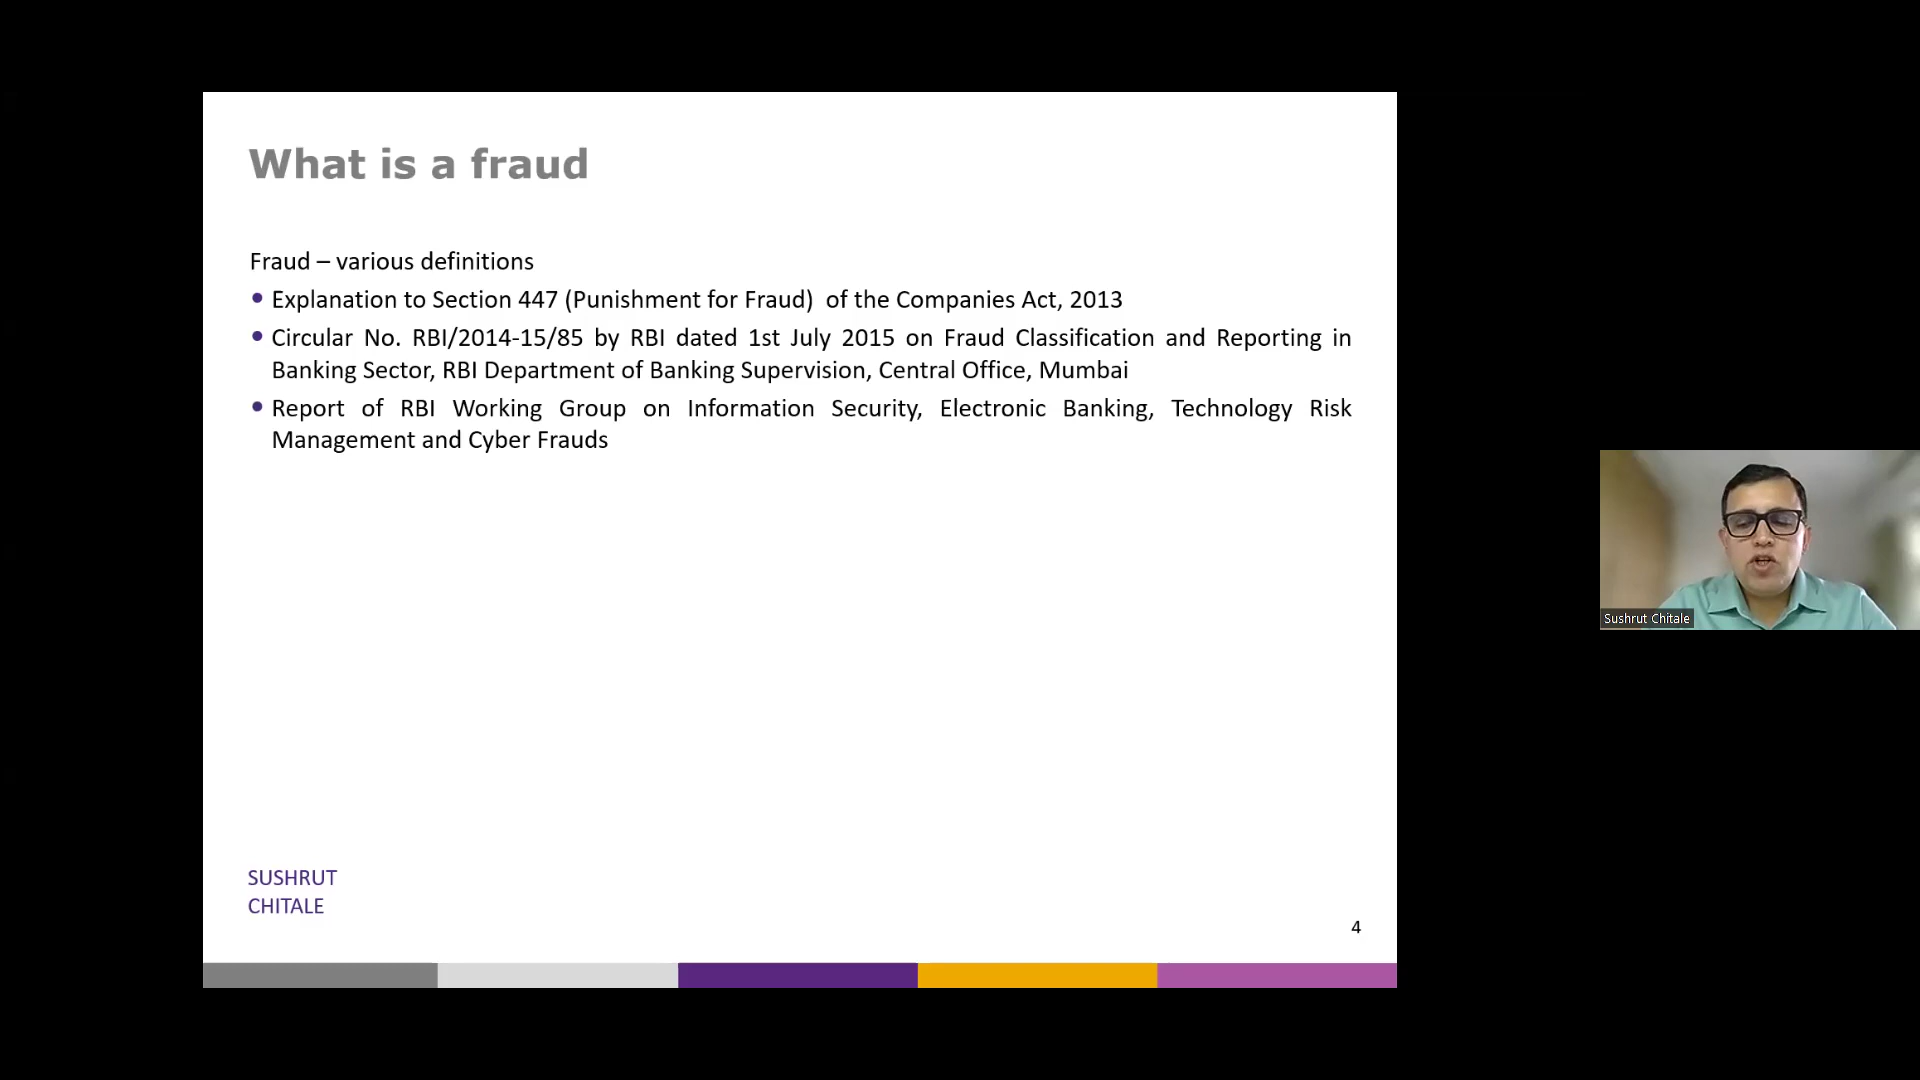 What is a fraud
Fraud – various definitions
• Explanation to Section 447 (Punishment for Fraud)  of the Companies Act, 2013
• Circular No. RBI/2014-15/85 by RBI dated 1st July 2015 on Fraud Classification and Reporting in
Banking Sector, RBI Department of Banking Supervision, Central Office, Mumbai
• Report of RBI Working Group on Information Security, Electronic Banking, Technology Risk
Management and Cyber Frauds
SUSHRUT
CHITALE
4
Sushrut Chitale